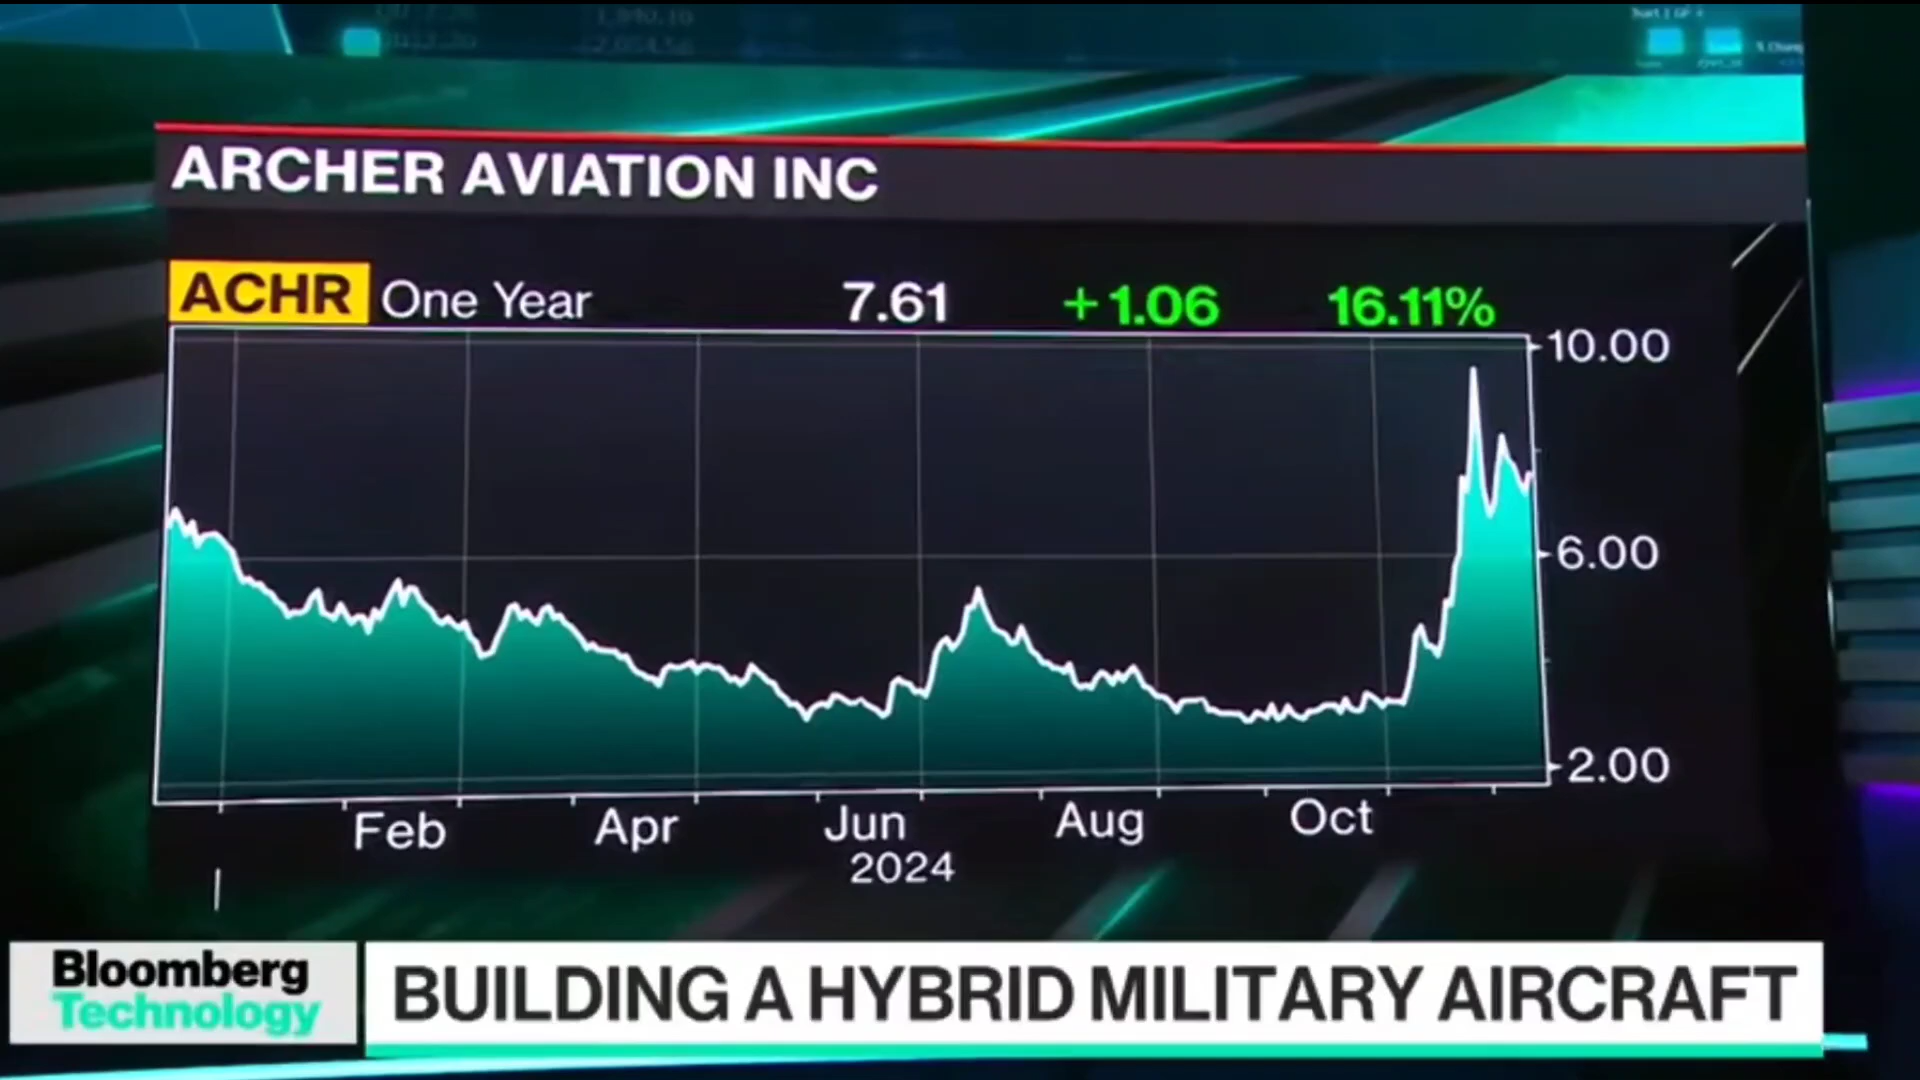 ARCHER AVIATION INC
ACHR One Year 7.61 +1.06 16.11%
10.00
6.00
2.00
Feb Apr Jun Aug Oct
2024
Bloomberg
Technology
BUILDING A HYBRID MILITARY AIRCRAFT